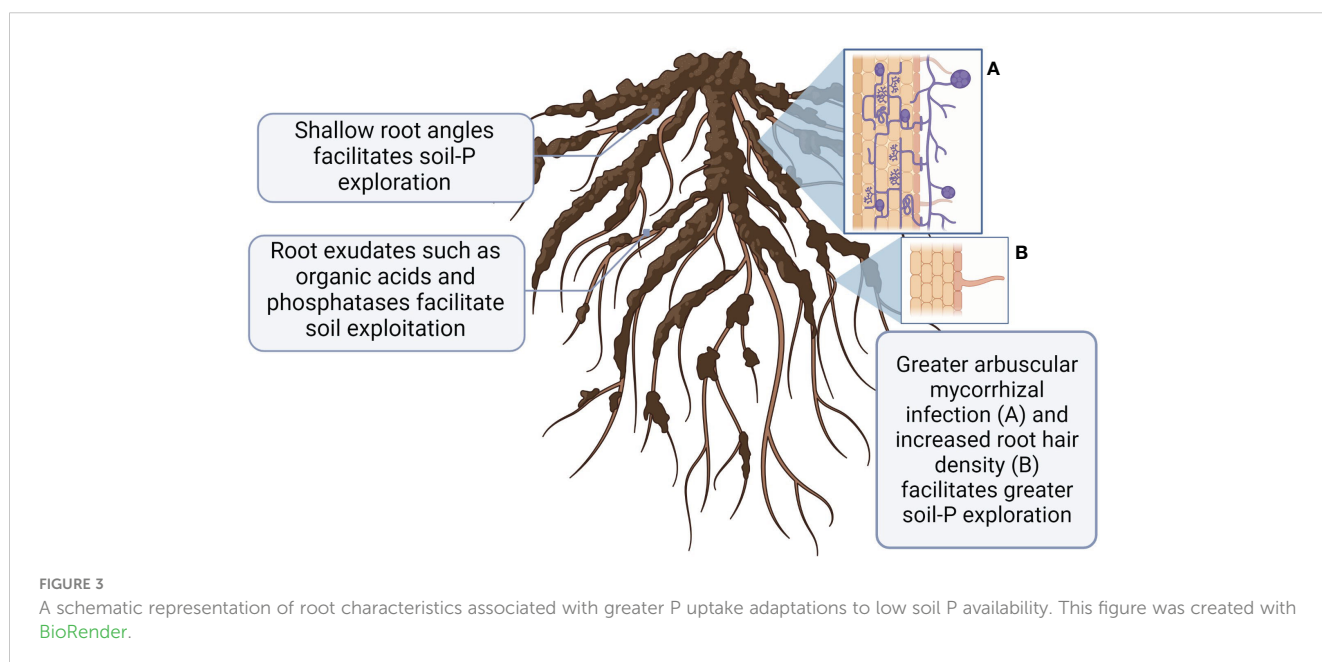 Shallow root angles
facilitates soil-P
exploration
Root exudates such as
organic acids and
phosphatases facilitate
soil exploitation
A
B
Greater arbuscular
mycorrhizal
infection (A) and
increased root hair
density (B)
facilitates greater
soil-P exploration
FIGURE 3
A schematic representation of root characteristics associated with greater P uptake adaptations to low soil P availability. This figure was created with
BioRender.